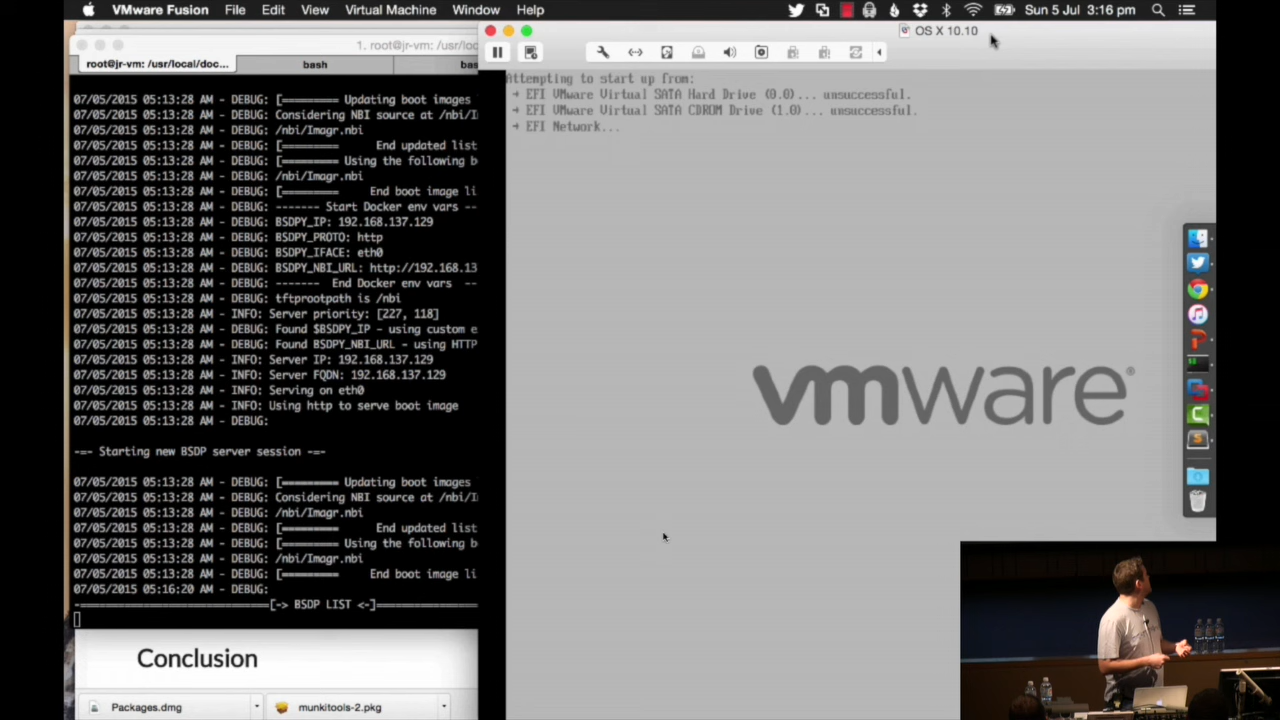 VMware Fusion File Edit View Virtual Machine Window Help
Sun 5 Jul 3:16 pm
1. root@jr-vm: /usr/loc
root@jr-vm: /usr/local/doc... bash bas
07/05/2015 05:13:28 AM - DEBUG: [========= Updating boot images
07/05/2015 05:13:28 AM - DEBUG: Considering NBI source at /nbi/I
07/05/2015 05:13:28 AM - DEBUG: /nbi/Imagr.nbi
07/05/2015 05:13:28 AM - DEBUG: [========= End updated list
07/05/2015 05:13:28 AM - DEBUG: [========= Using the following b
07/05/2015 05:13:28 AM - DEBUG: /nbi/Imagr.nbi
07/05/2015 05:13:28 AM - DEBUG: [========= End boot image li
07/05/2015 05:13:28 AM - DEBUG: ------- Start Docker env vars --
07/05/2015 05:13:28 AM - DEBUG: BSDPY_IP: 192.168.137.129
07/05/2015 05:13:28 AM - DEBUG: BSDPY_PROTO: http
07/05/2015 05:13:28 AM - DEBUG: BSDPY_IFACE: eth0
07/05/2015 05:13:28 AM - DEBUG: BSDPY_NBI_URL: http://192.168.13
07/05/2015 05:13:28 AM - DEBUG: ------- End Docker env vars --
07/05/2015 05:13:28 AM - DEBUG: tftprootpath is /nbi
07/05/2015 05:13:28 AM - INFO: Server priority: [227, 118]
07/05/2015 05:13:28 AM - DEBUG: Found $BSDPY_IP - using custom e
07/05/2015 05:13:28 AM - DEBUG: Found BSDPY_NBI_URL - using HTTP
07/05/2015 05:13:28 AM - INFO: Server IP: 192.168.137.129
07/05/2015 05:13:28 AM - INFO: Server FQDN: 192.168.137.129
07/05/2015 05:13:28 AM - INFO: Serving on eth0
07/05/2015 05:13:28 AM - INFO: Using http to serve boot image
07/05/2015 05:13:28 AM - DEBUG:
-=- Starting new BSDP server session -=-
07/05/2015 05:13:28 AM - DEBUG: [========= Updating boot images
07/05/2015 05:13:28 AM - DEBUG: Considering NBI source at /nbi/I
07/05/2015 05:13:28 AM - DEBUG: /nbi/Imagr.nbi
07/05/2015 05:13:28 AM - DEBUG: [========= End updated list
07/05/2015 05:13:28 AM - DEBUG: [========= Using the following b
07/05/2015 05:13:28 AM - DEBUG: /nbi/Imagr.nbi
07/05/2015 05:13:28 AM - DEBUG: [========= End boot image li
07/05/2015 05:16:20 AM - DEBUG:
-=========================[-> BSDP LIST <-]=============
Conclusion
Packages.dmg munkitools-2.pkg
OS X 10.10
Attempting to start up from:
→ EFI VMware Virtual SATA Hard Drive (0.0)... unsuccessful.
→ EFI VMware Virtual SATA CDROM Drive (1.0)... unsuccessful.
→ EFI Network...
vmware®